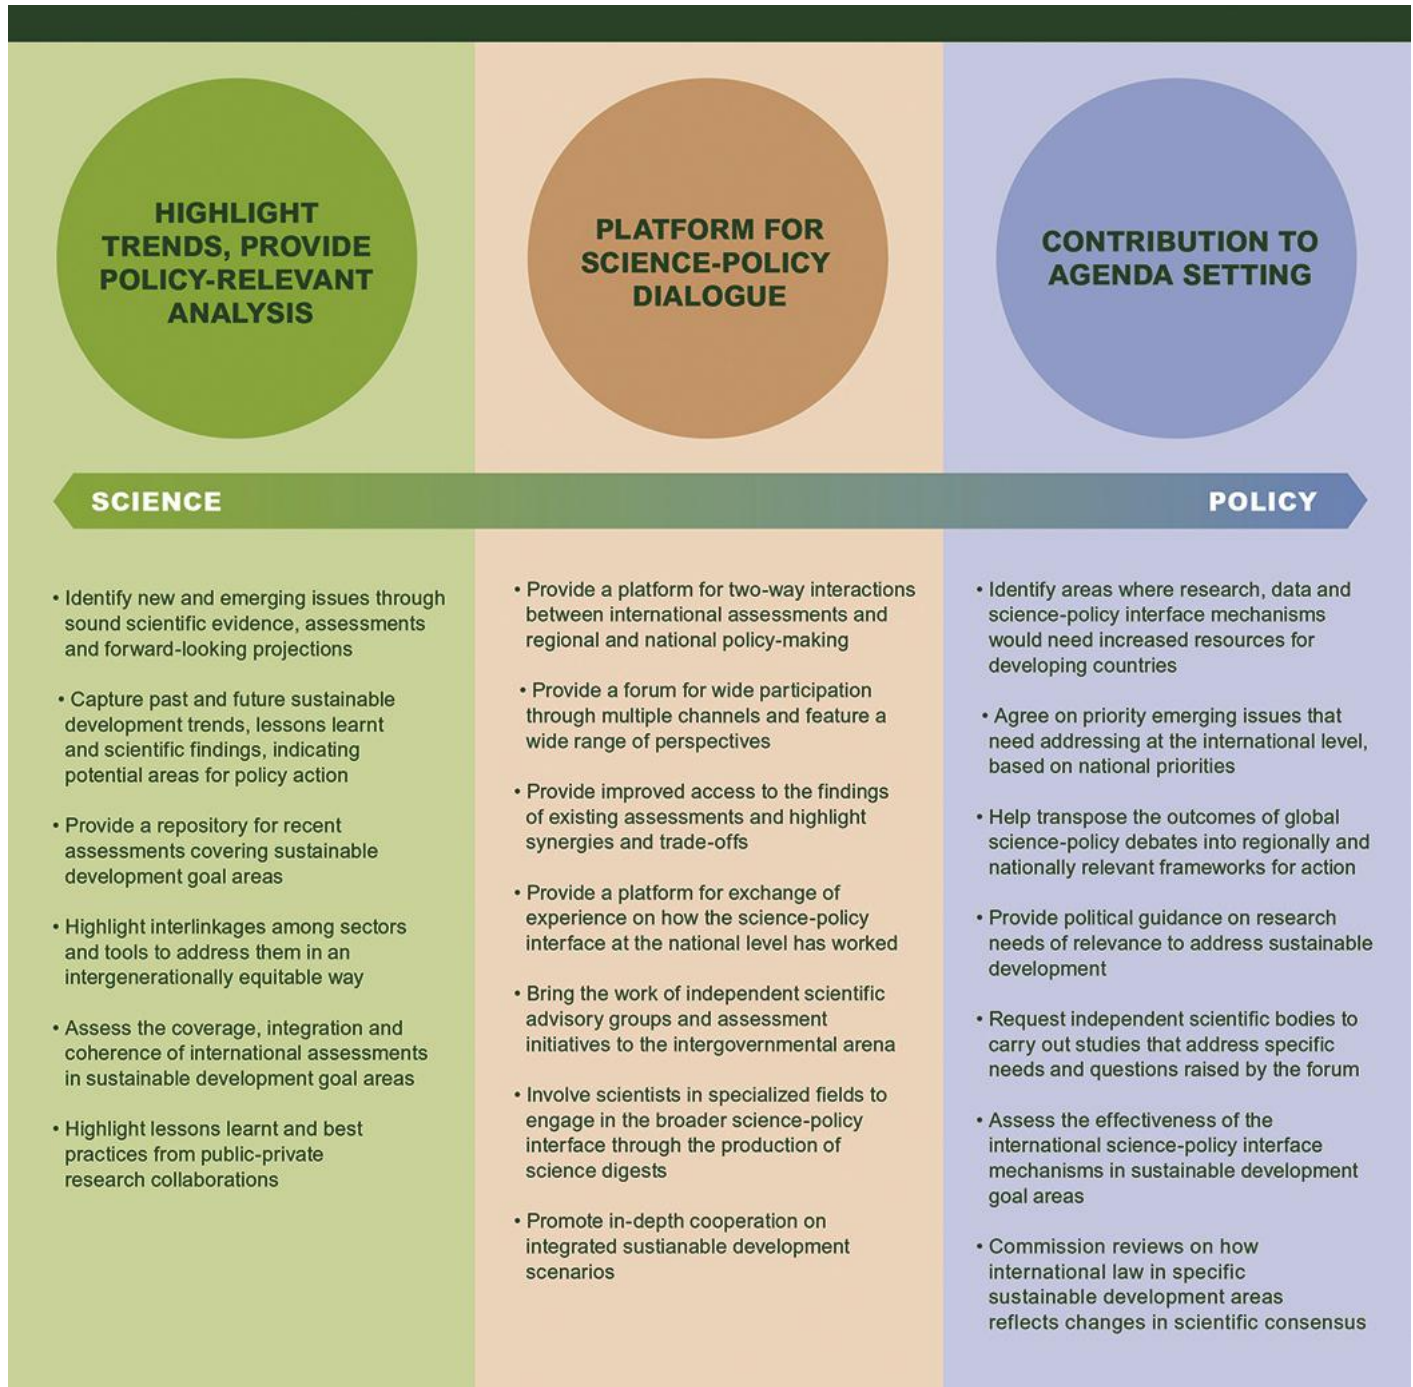 HIGHLIGHT
TRENDS, PROVIDE
POLICY-RELEVANT
ANALYSIS
PLATFORM FOR
SCIENCE-POLICY
DIALOGUE
CONTRIBUTION TO
AGENDA SETTING
SCIENCE
POLICY
• Identify new and emerging issues through
sound scientific evidence, assessments
and forward-looking projections
• Capture past and future sustainable
development trends, lessons learnt
and scientific findings, indicating
potential areas for policy action
• Provide a repository for recent
assessments covering sustainable
development goal areas
• Highlight interlinkages among sectors
and tools to address them in an
intergenerationally equitable way
• Assess the coverage, integration and
coherence of international assessments
in sustainable development goal areas
• Highlight lessons learnt and best
practices from public-private
research collaborations
• Provide a platform for two-way interactions
between international assessments and
regional and national policy-making
• Provide a forum for wide participation
through multiple channels and feature a
wide range of perspectives
• Provide improved access to the findings
of existing assessments and highlight
synergies and trade-offs
• Provide a platform for exchange of
experience on how the science-policy
interface at the national level has worked
• Bring the work of independent scientific
advisory groups and assessment
initiatives to the intergovernmental arena
• Involve scientists in specialized fields to
engage in the broader science-policy
interface through the production of
science digests
• Promote in-depth cooperation on
integrated sustianable development
scenarios
• Identify areas where research, data and
science-policy interface mechanisms
would need increased resources for
developing countries
• Agree on priority emerging issues that
need addressing at the international level,
based on national priorities
• Help transpose the outcomes of global
science-policy debates into regionally and
nationally relevant frameworks for action
• Provide political guidance on research
needs of relevance to address sustainable
development
• Request independent scientific bodies to
carry out studies that address specific
needs and questions raised by the forum
• Assess the effectiveness of the
international science-policy interface
mechanisms in sustainable development
goal areas
• Commission reviews on how
international law in specific
sustainable development areas
reflects changes in scientific consensus